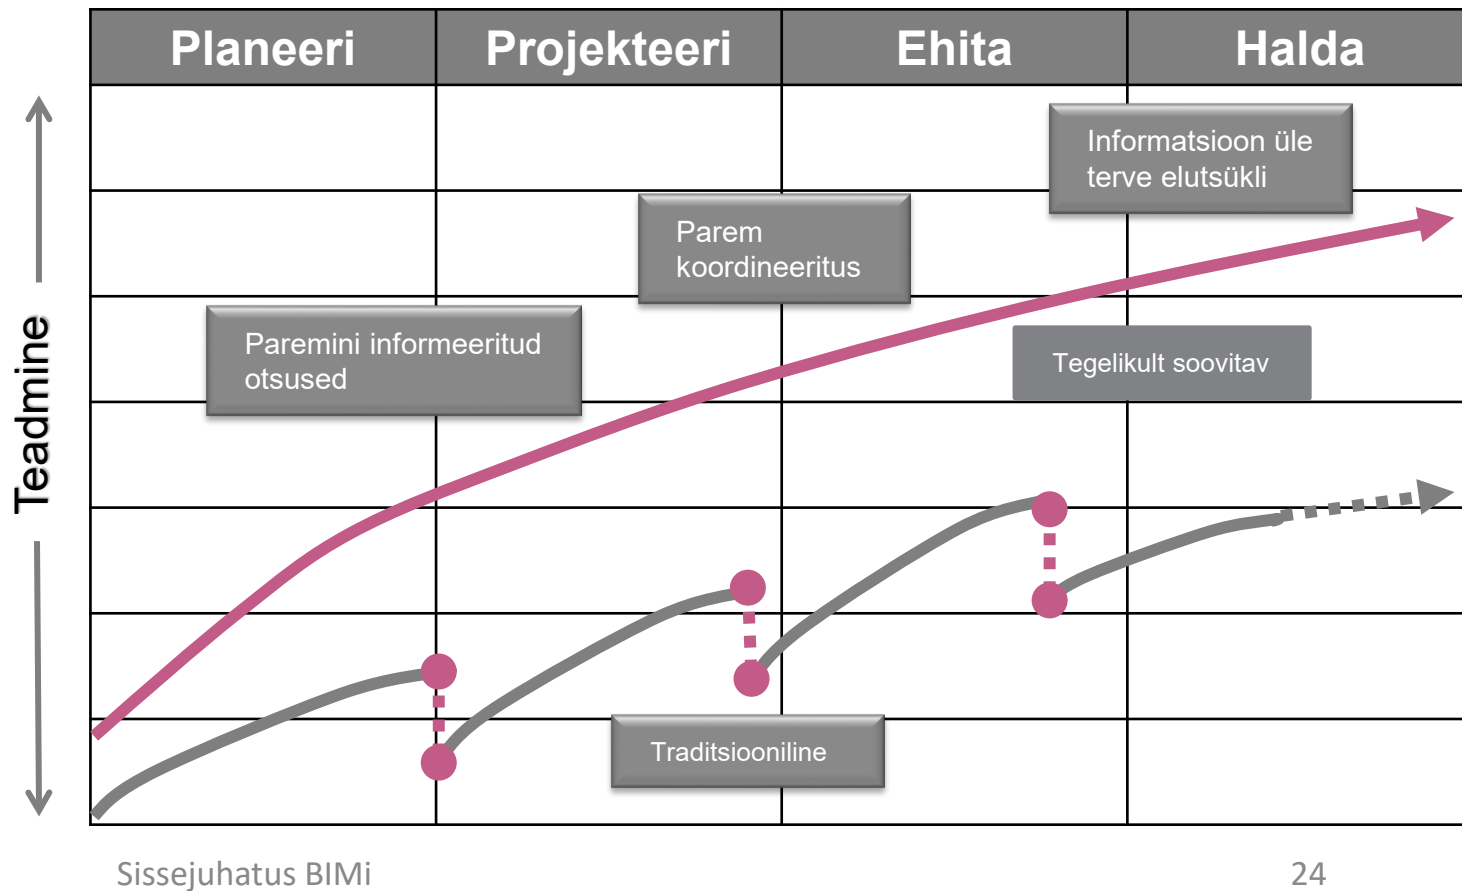 Planeeri
Projekteeri
Ehita
Halda
Teadmine
Informatsioon üle
terve elutsükli
Parem
koordineeritus
Paremini informeeritud
otsused
Tegelikult soovitav
Traditsiooniline
Sissejuhatus BIMi
24